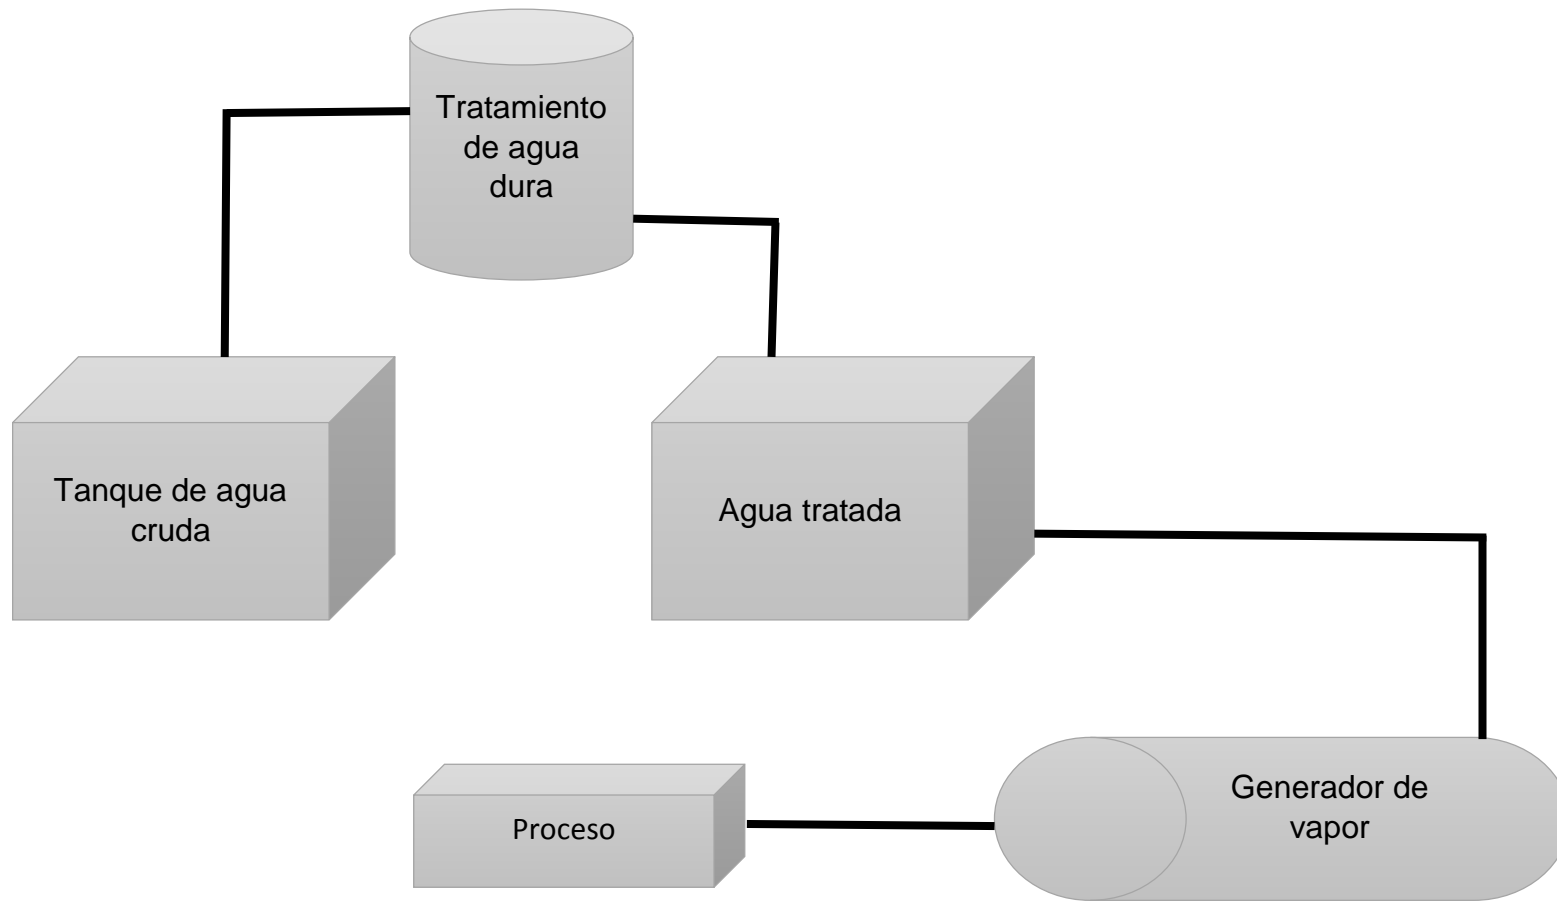 Tratamiento
de agua
dura
Tanque de agua
cruda
Agua tratada
Generador de
vapor
Proceso